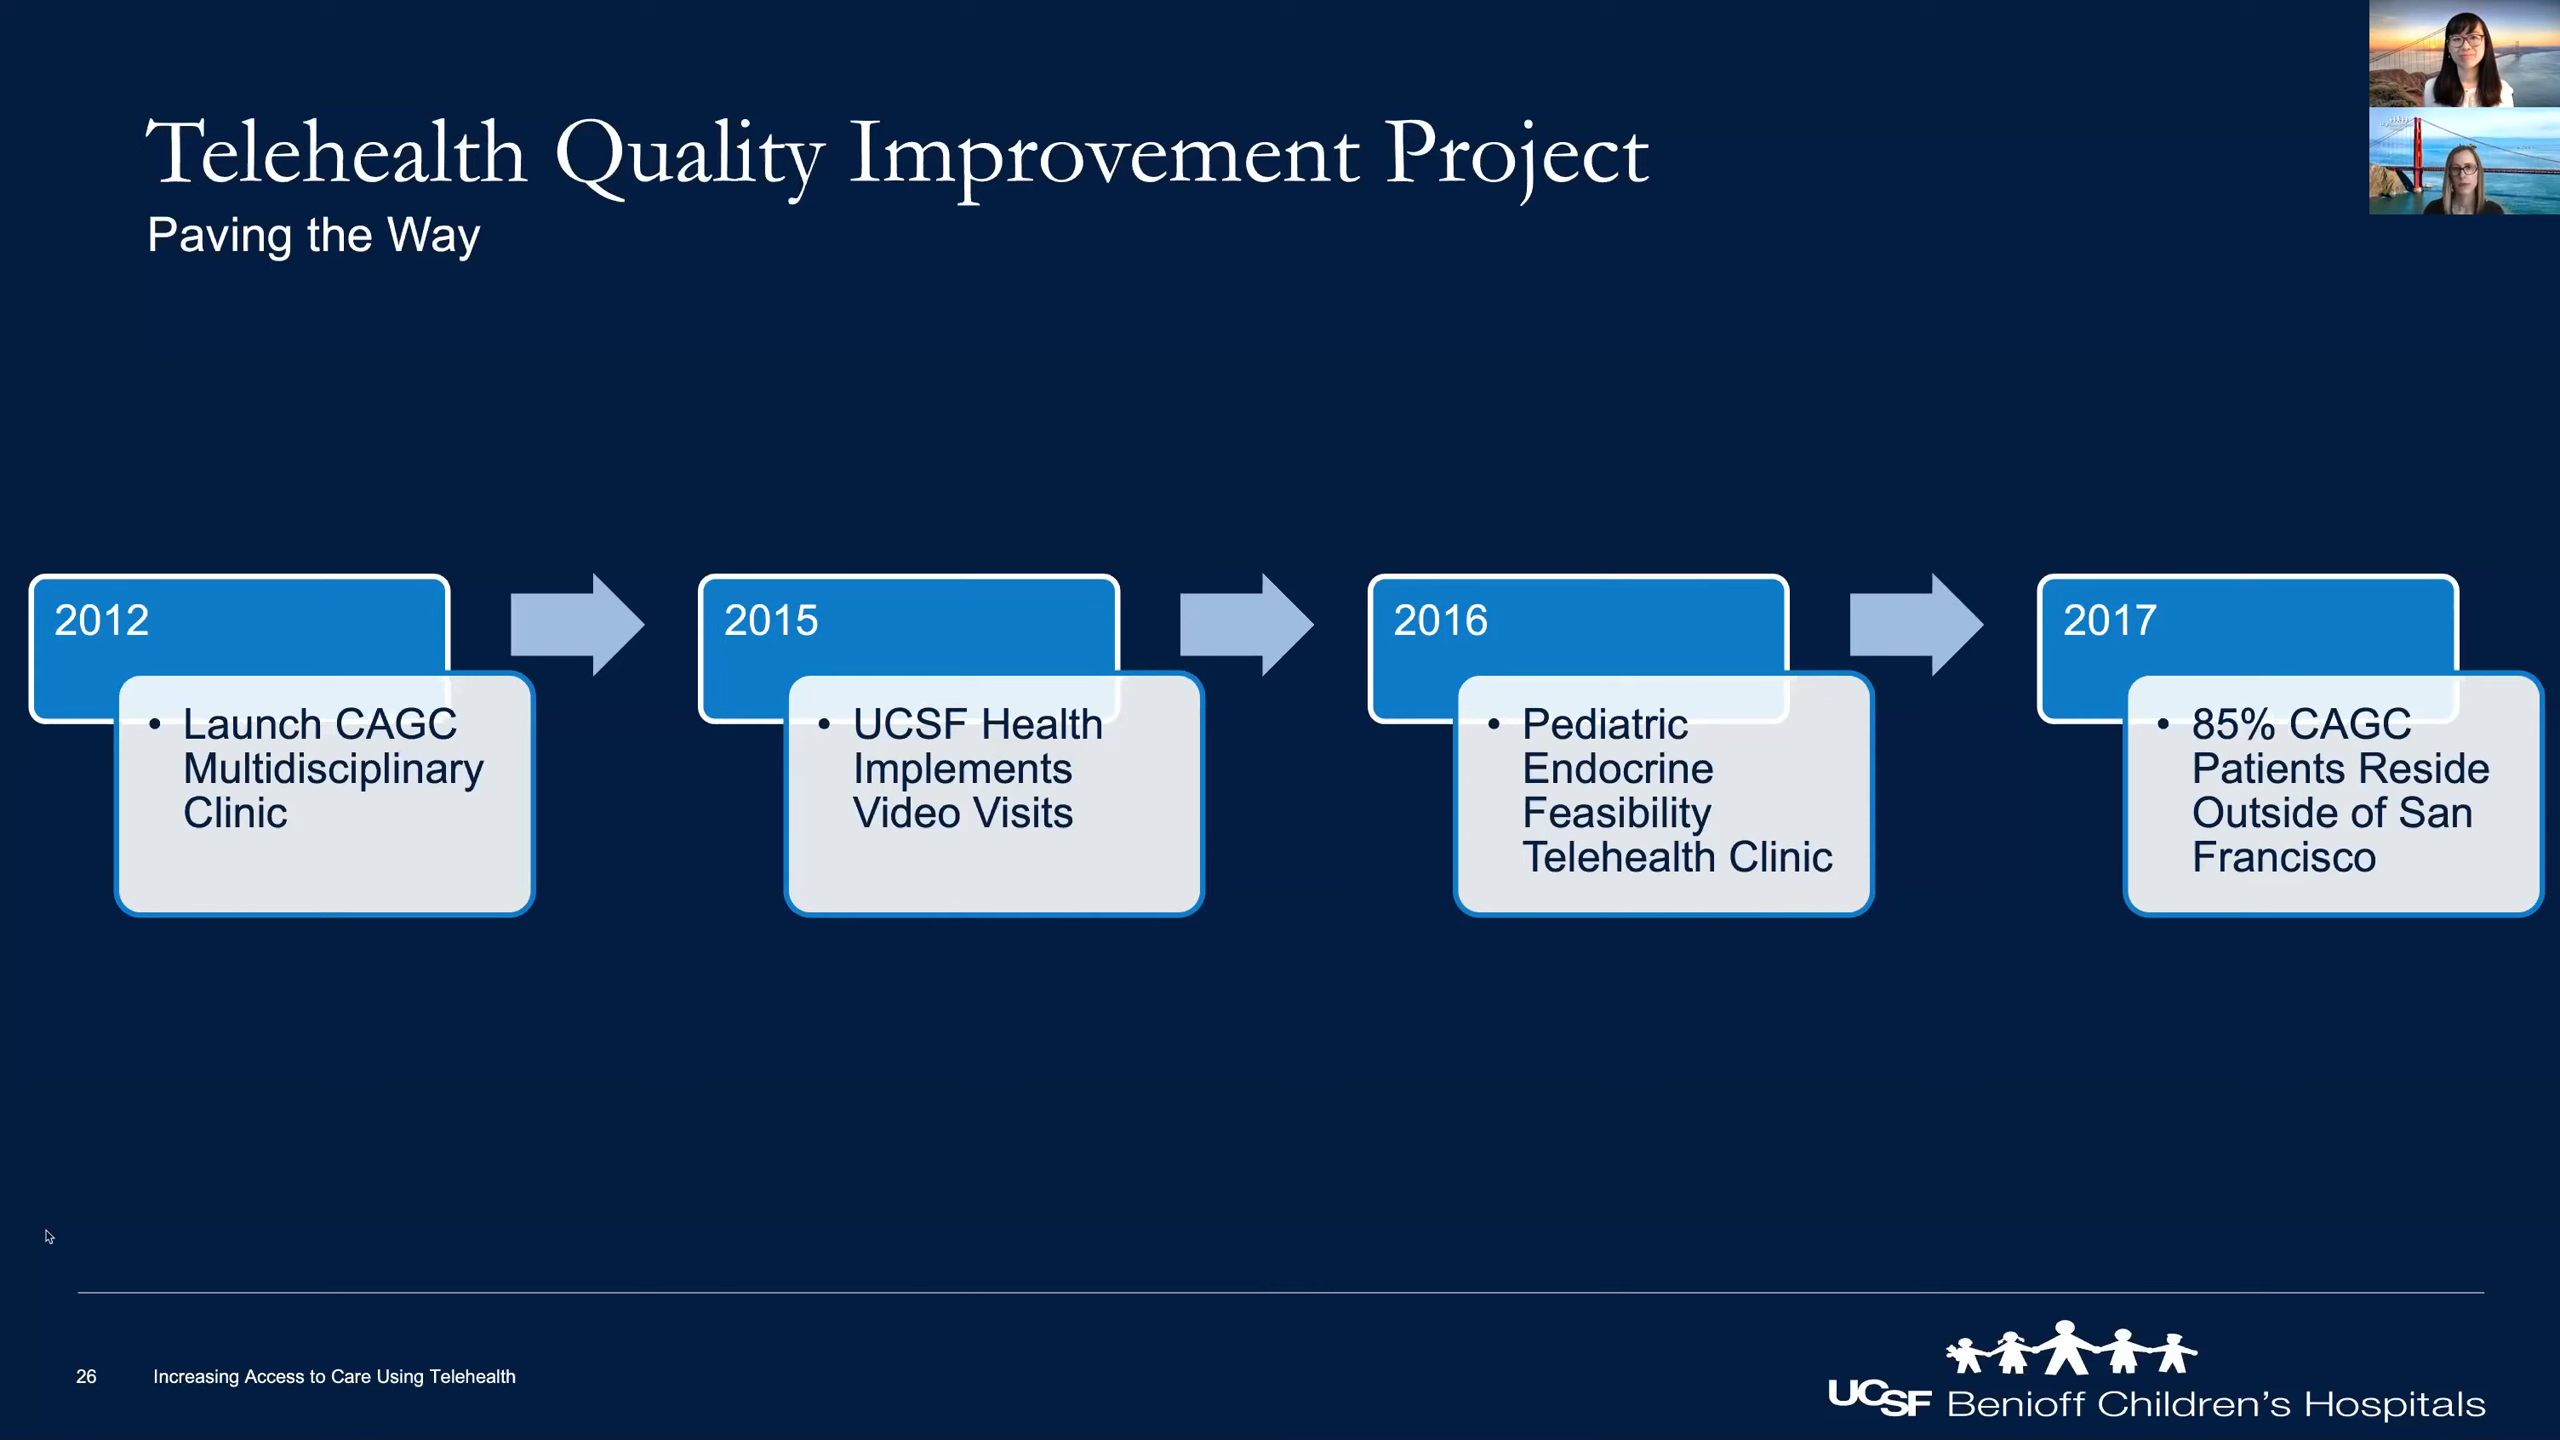 Telehealth Quality Improvement Project
Paving the Way
2012
• Launch CAGC
Multidisciplinary
Clinic
2015
• UCSF Health
Implements
Video Visits
2016
• Pediatric
Endocrine
Feasibility
Telehealth Clinic
2017
• 85% CAGC
Patients Reside
Outside of San
Francisco
26 Increasing Access to Care Using Telehealth
UCSF Benioff Children's Hospitals